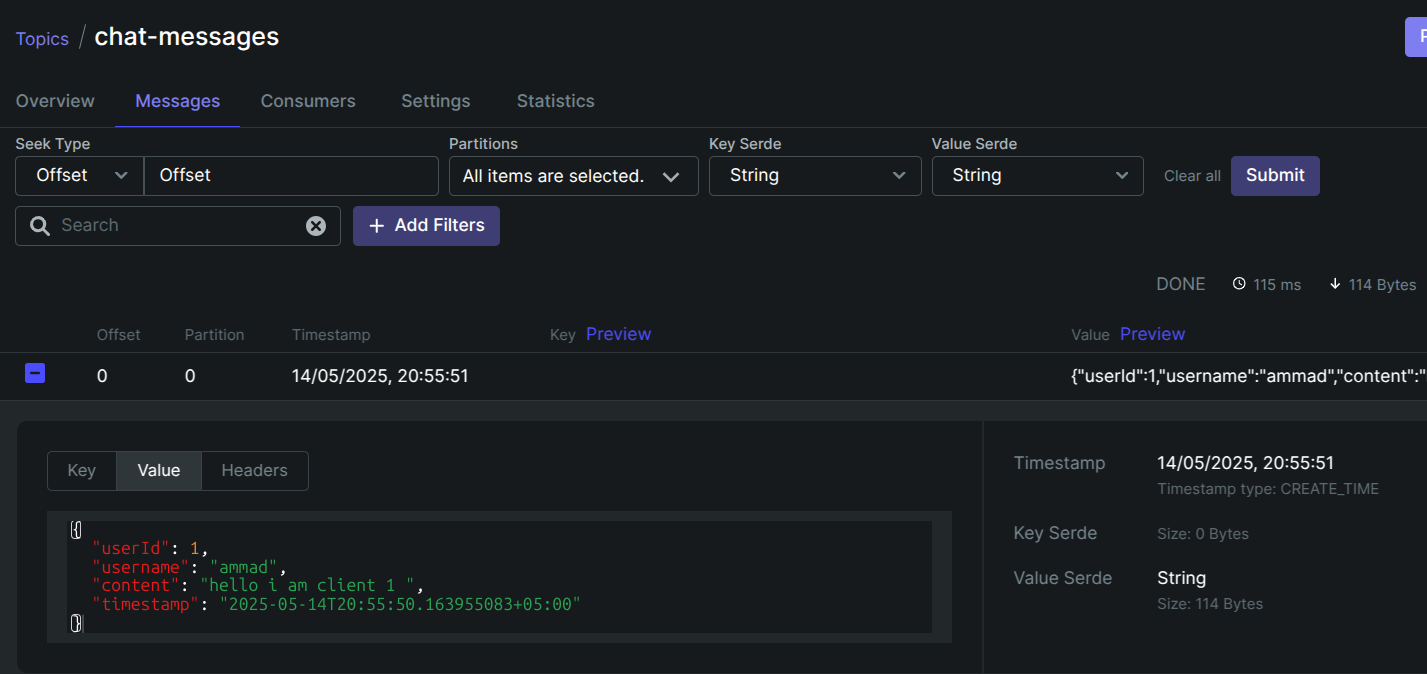 Topics / chat-messages
Overview Messages Consumers Settings Statistics
Seek Type Partitions Key Serde Value Serde
Offset Offset All items are selected. String String Clear all Submit
Search + Add Filters
DONE 115 ms 114 Bytes
Offset Partition Timestamp Key Preview Value Preview
0 0 14/05/2025, 20:55:51 {"userId":1,"username":"ammad","content":"
Key Value Headers
{
"userId": 1,
"username": "ammad",
"content": "hello i am client 1 ",
"timestamp": "2025-05-14T20:55:50.163955083+05:00"
}
Timestamp 14/05/2025, 20:55:51
Timestamp type: CREATE_TIME
Key Serde Size: 0 Bytes
Value Serde String
Size: 114 Bytes